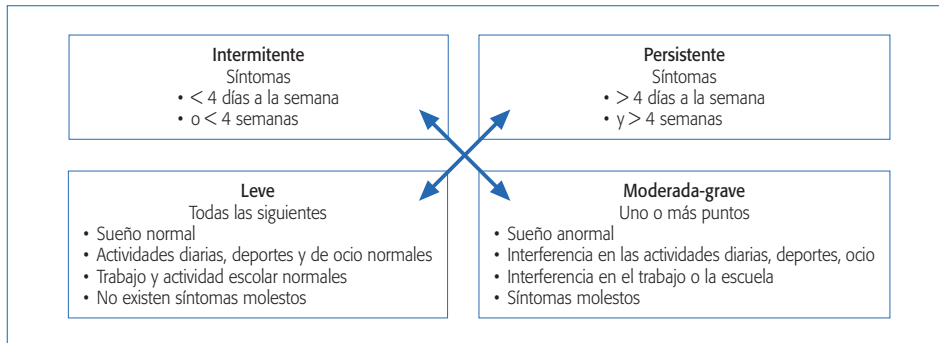 Intermitente
Síntomas
• < 4 días a la semana
• o < 4 semanas
Persistente
Síntomas
• > 4 días a la semana
• y > 4 semanas
Leve
Todas las siguientes
• Sueño normal
• Actividades diarias, deportes y de ocio normales
• Trabajo y actividad escolar normales
• No existen síntomas molestos
Moderada-grave
Uno o más puntos
• Sueño anormal
• Interferencia en las actividades diarias, deportes, ocio
• Interferencia en el trabajo o la escuela
• Síntomas molestos